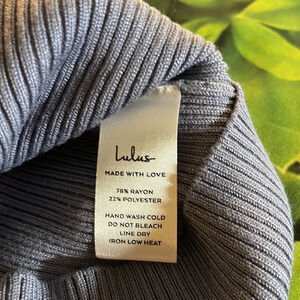 Lulus
MADE WITH LOVE
78% RAYON
22% POLYESTER
HAND WASH COLD
DO NOT BLEACH
LINE DRY
IRON LOW HEAT